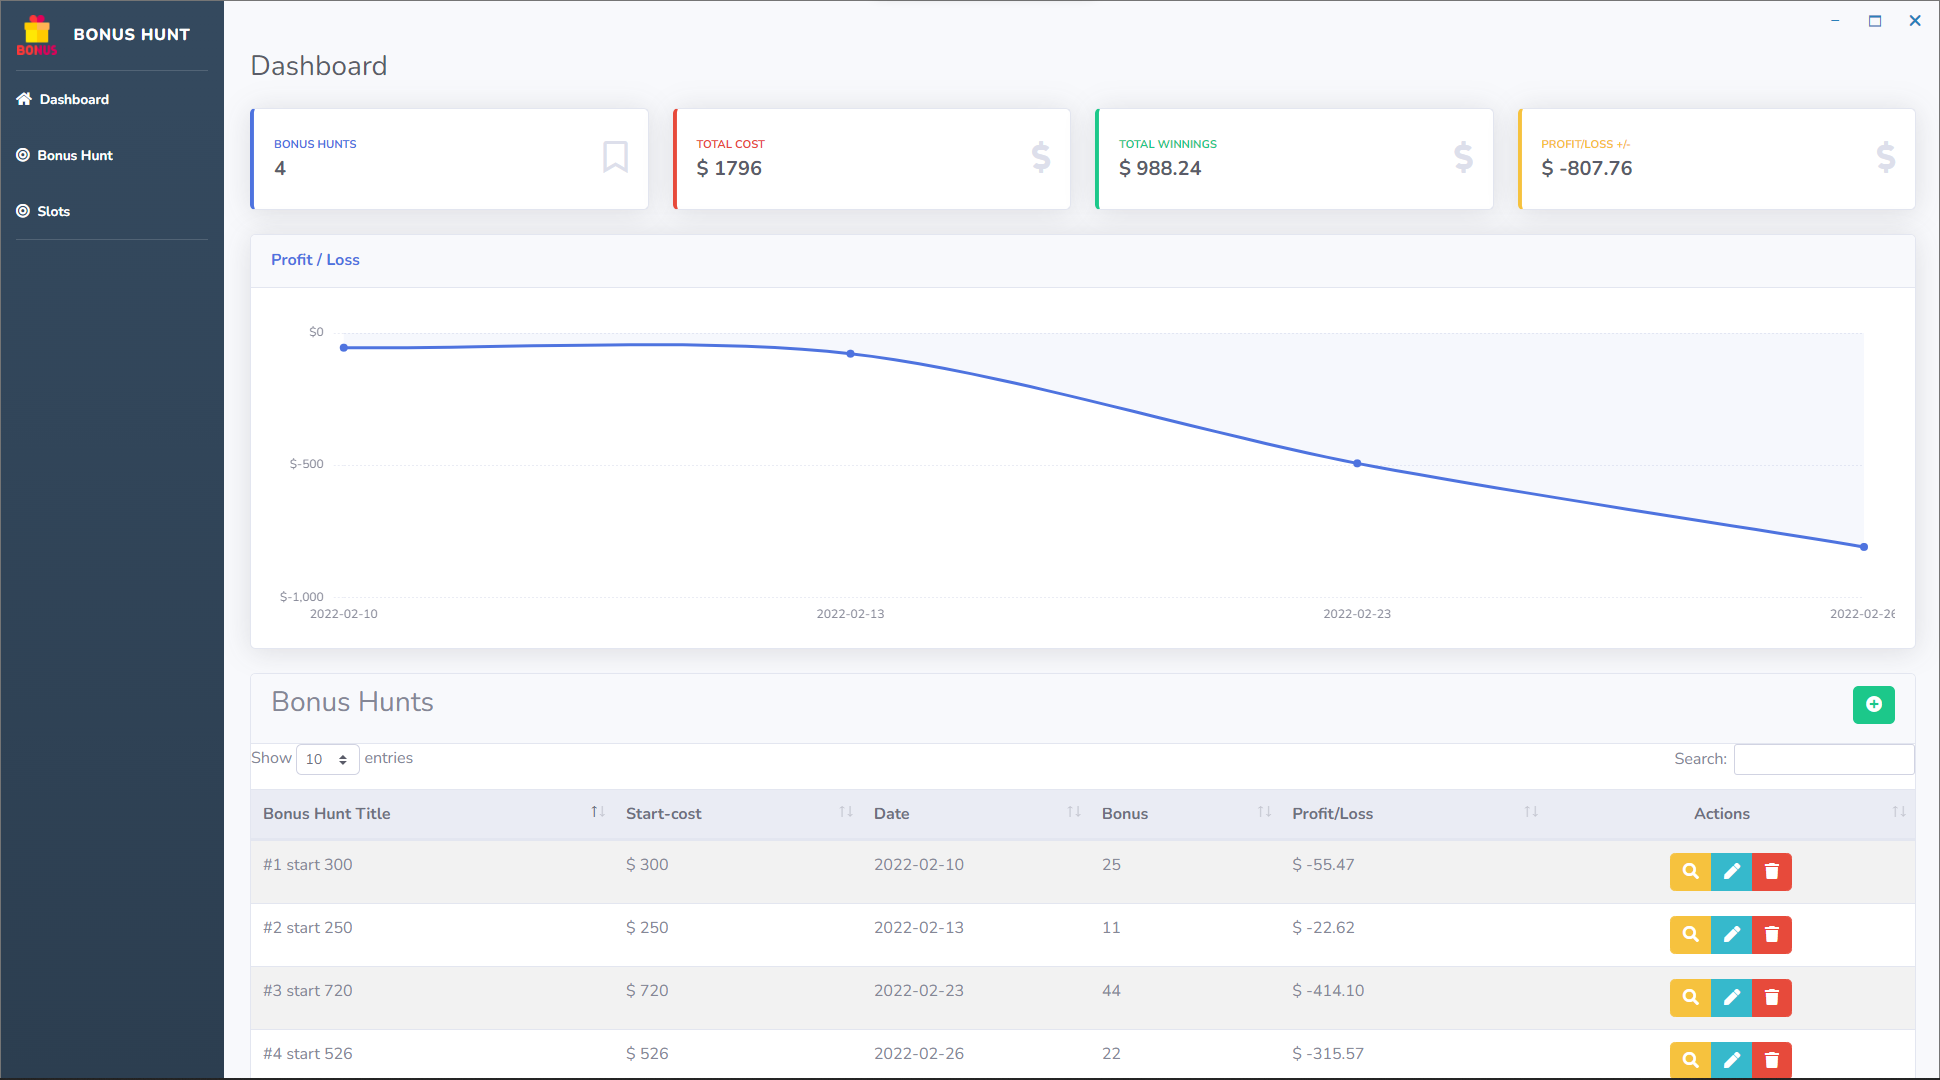 BONUS
BONUS HUNT
Dashboard
Bonus Hunt
Slots
Dashboard
BONUS HUNTS
4
TOTAL COST
$ 1796
TOTAL WINNINGS
$ 988.24
PROFIT/LOSS +/-
$ -807.76
Profit / Loss
$0
$-500
$-1,000
2022-02-10 2022-02-13 2022-02-23 2022-02-26
Bonus Hunts
Show 10 entries Search:
Bonus Hunt Title Start-cost Date Bonus Profit/Loss Actions
#1 start 300 $ 300 2022-02-10 25 $ -55.47
#2 start 250 $ 250 2022-02-13 11 $ -22.62
#3 start 720 $ 720 2022-02-23 44 $ -414.10
#4 start 526 $ 526 2022-02-26 22 $ -315.57